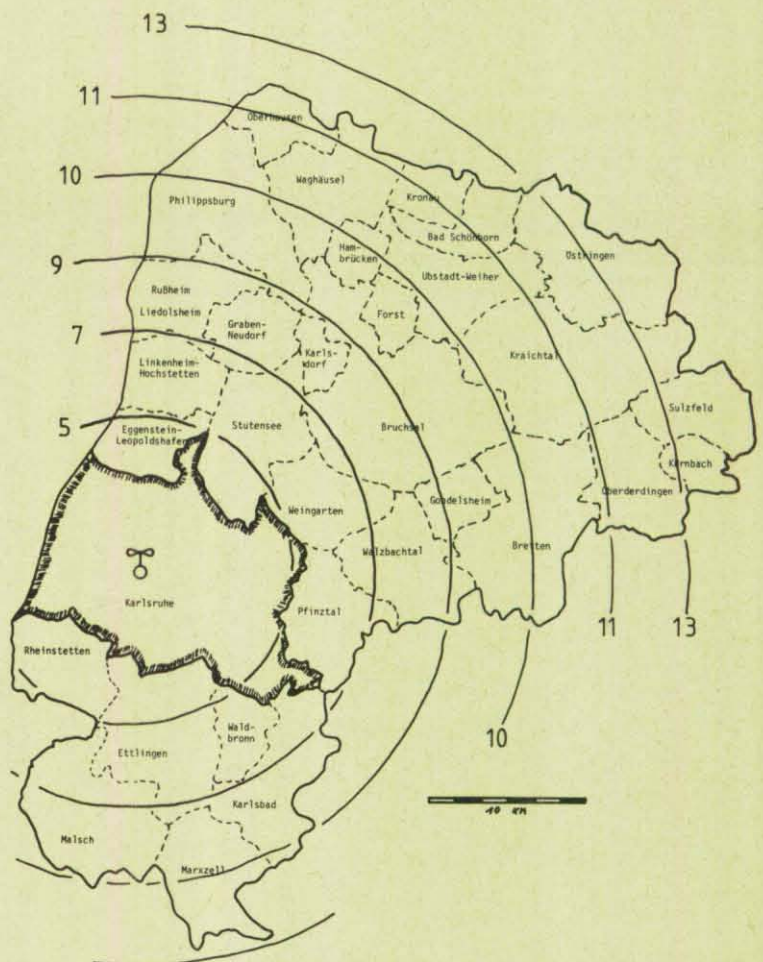 13
11
Oberhausen
Waghäusel
10
Kronau
Philippsburg
Bad Schönborn
Ham-
brücken
Östringen
9
Ubstadt-Weiher
Rußheim
Liedolsheim
Forst
Graben-
Neudorf
7
Karls-
dorf
Kraichtal
Linkenheim-
Hochstetten
Sulzfeld
5
Eggenstein-
Leopoldshafen
Stutensee
Bruchsal
Kürnbach
Gondelsheim
Oberderdingen
Weingarten
Walzbachtal
Bretten
Karlsruhe
Pfinztal
11
13
Rheinstetten
Wald-
bronn
10
Ettlingen
10 km
Karlsbad
Malsch
Marxzell